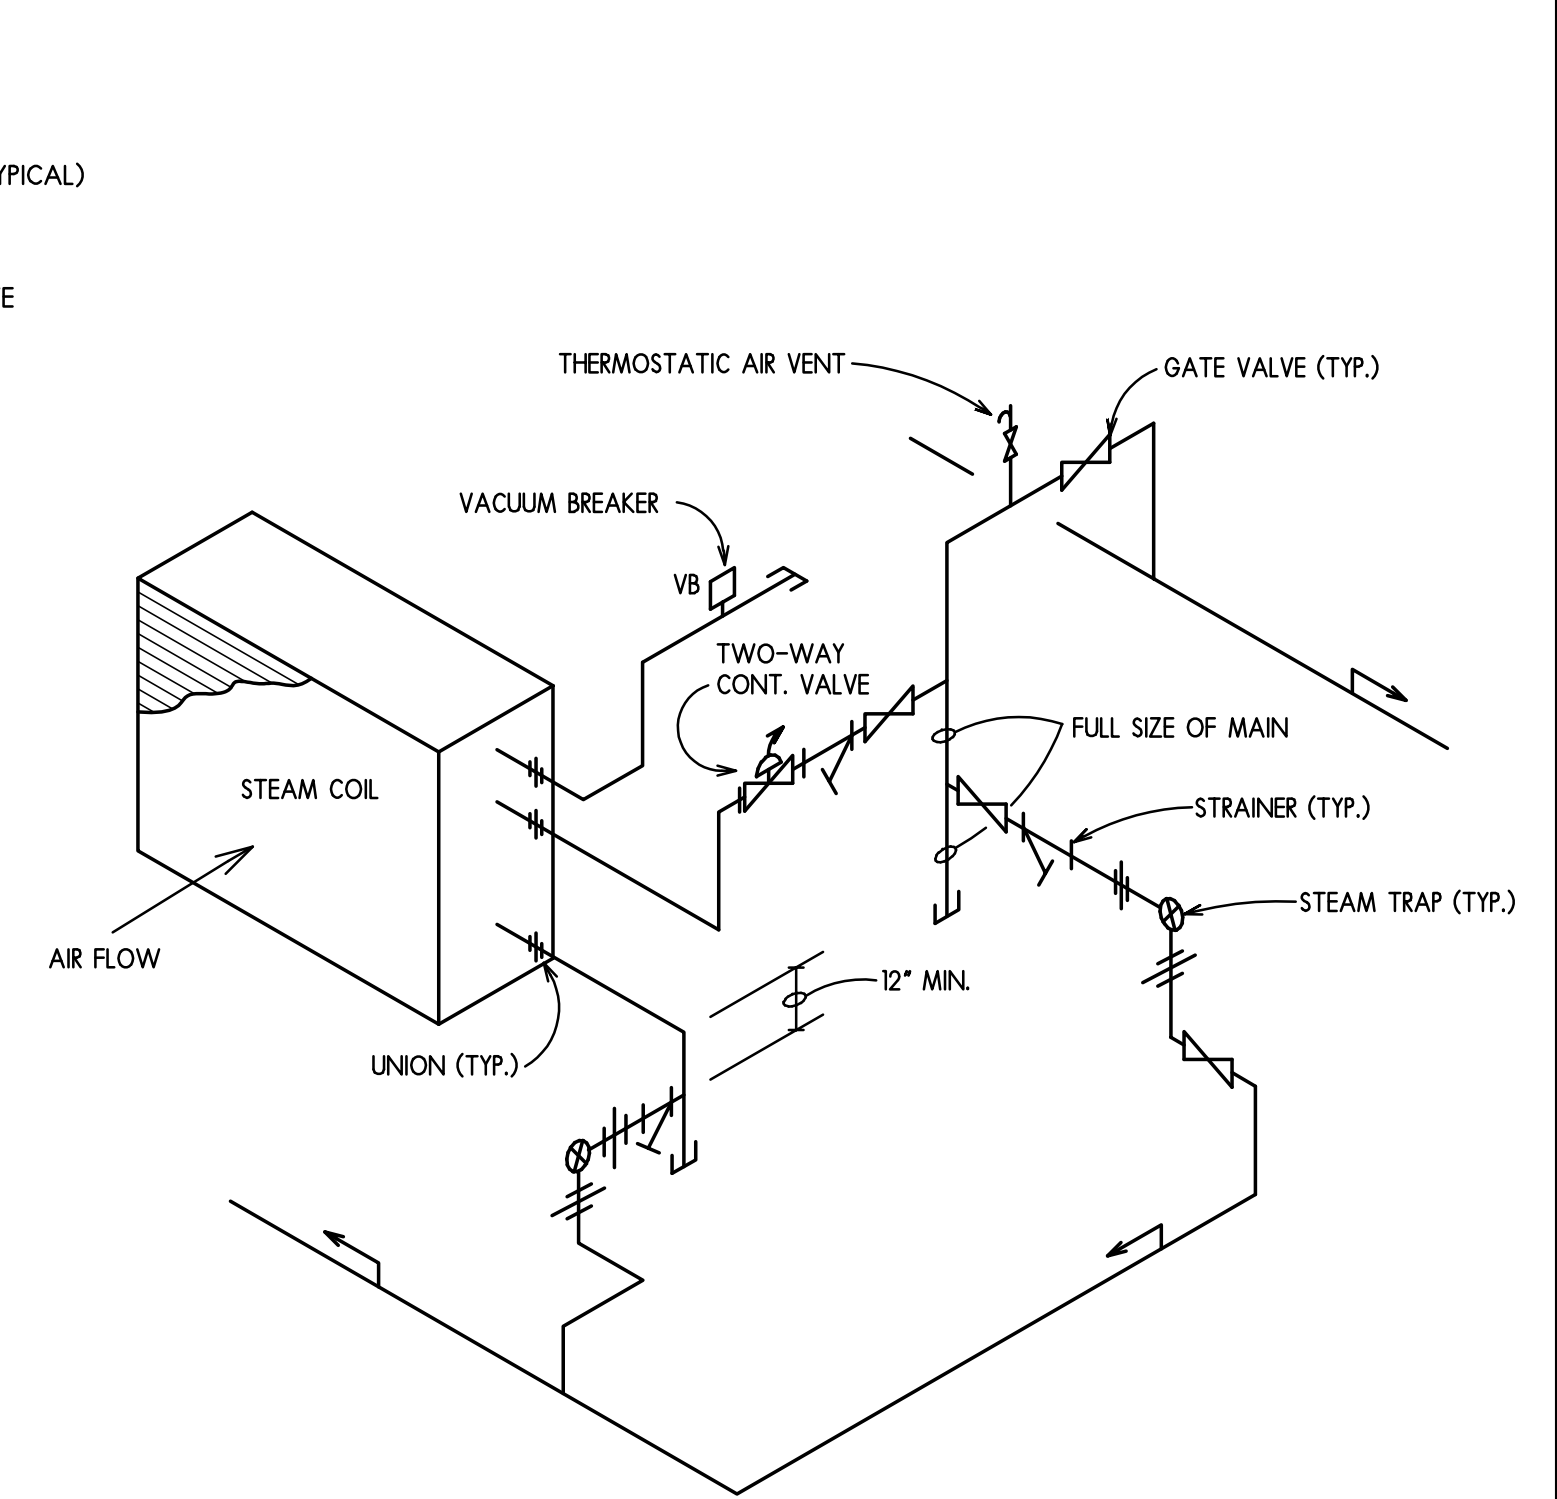 YPICAL)
E
THERMOSTATIC AIR VENT
GATE VALVE (TYP.)
VACUUM BREAKER
VB
TWO-WAY
CONT. VALVE
FULL SIZE OF MAIN
STEAM COIL
STRAINER (TYP.)
STEAM TRAP (TYP.)
AIR FLOW
12" MIN.
UNION (TYP.)